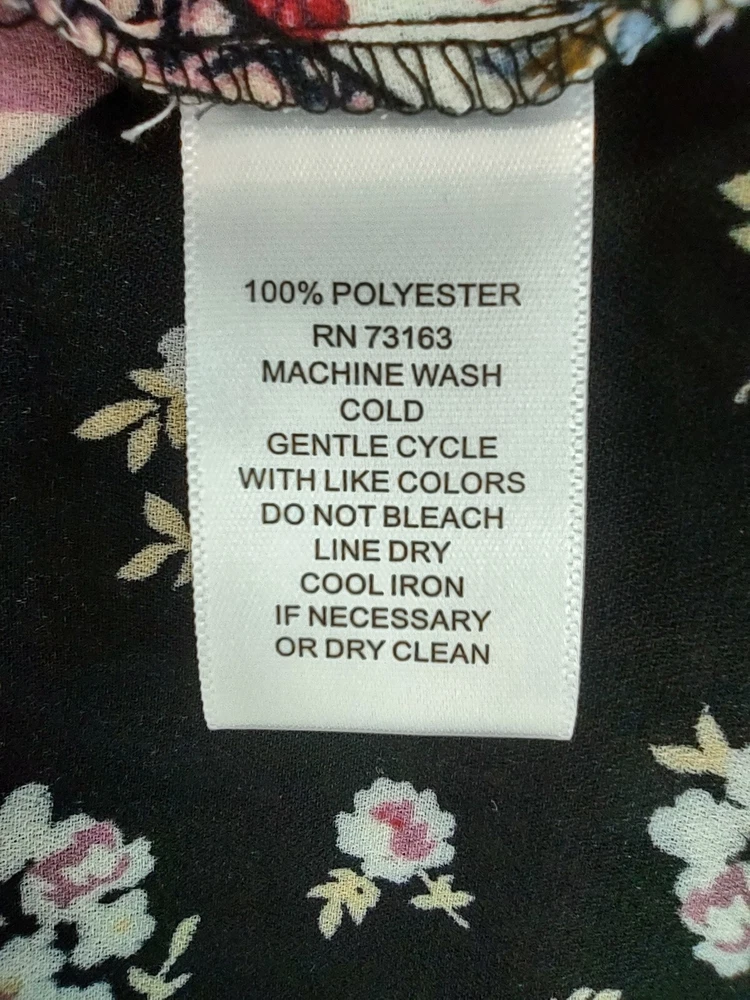 100% POLYESTER
RN 73163
MACHINE WASH
COLD
GENTLE CYCLE
WITH LIKE COLORS
DO NOT BLEACH
LINE DRY
COOL IRON
IF NECESSARY
OR DRY CLEAN